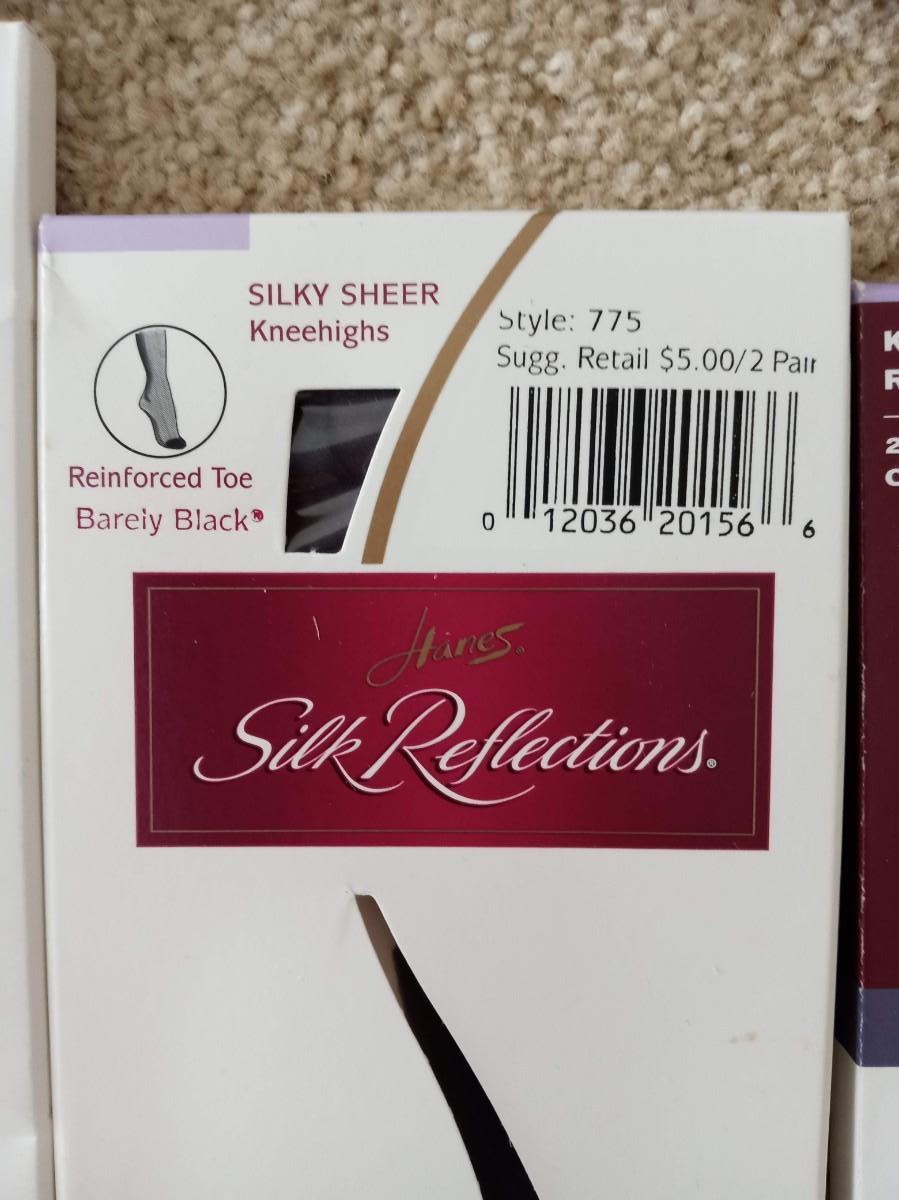 SILKY SHEER
Kneehighs
Reinforced Toe
Barely Black®
Style: 775
Sugg. Retail $5.00/2 Pair
0 12036 20156 6
Hanes®
Silk Reflections®
K
R
2
C